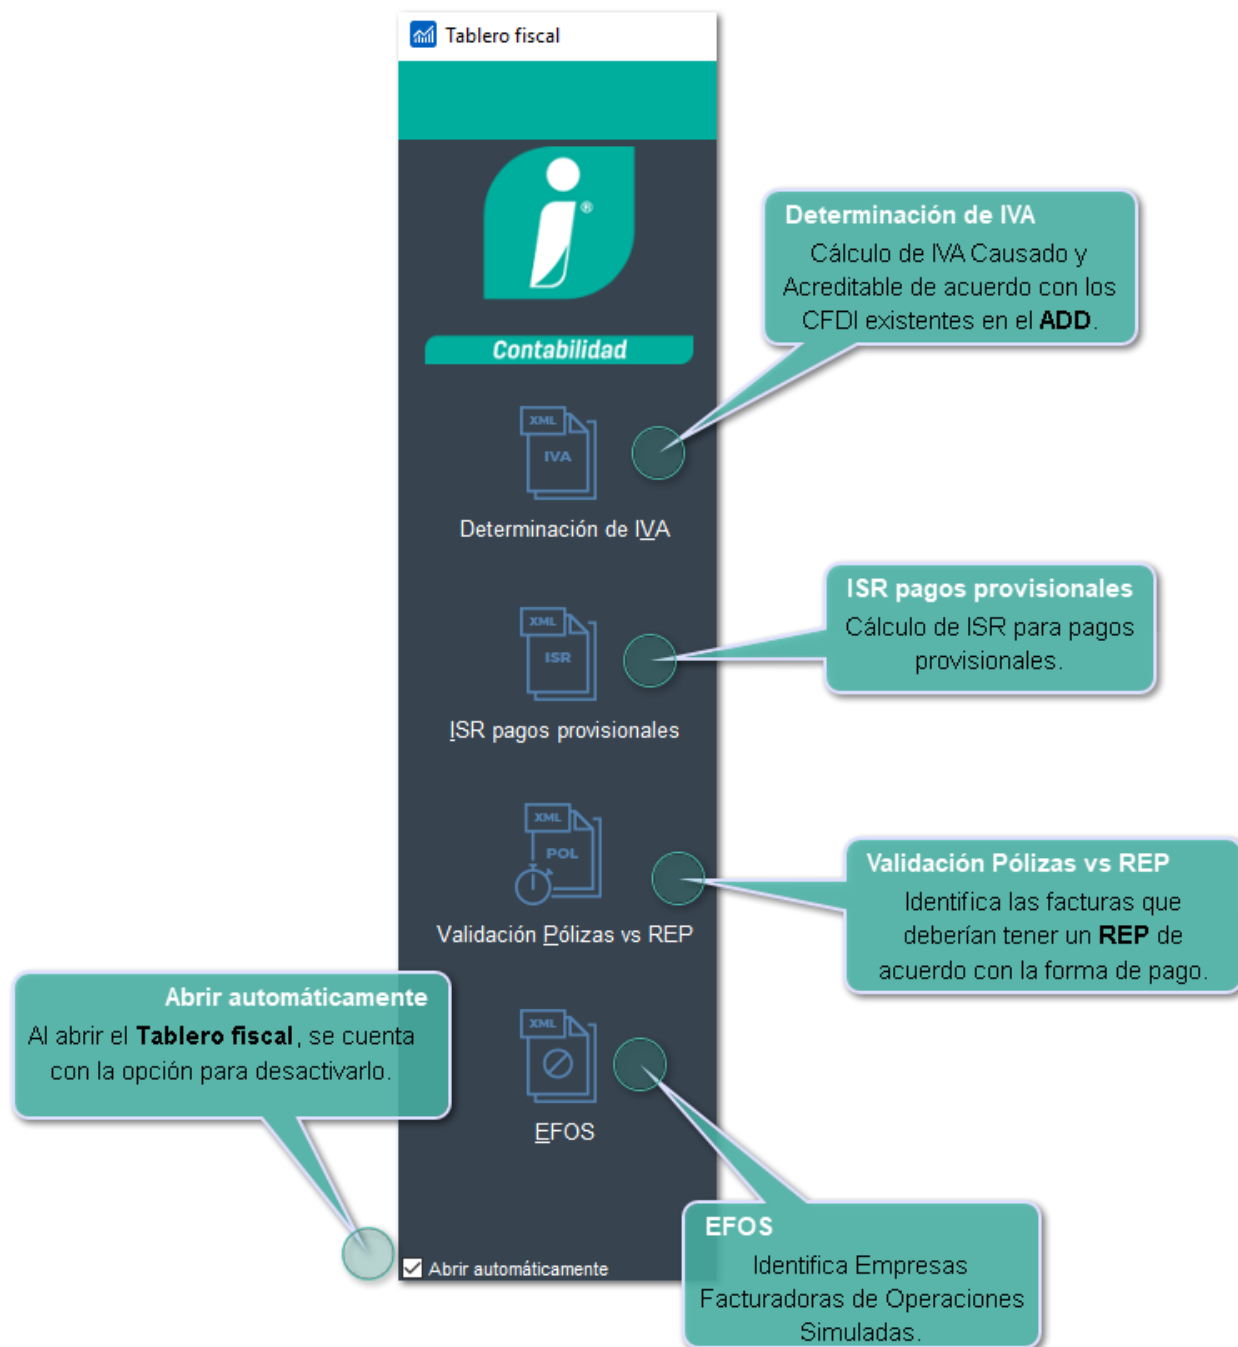 Tablero fiscal
®
Contabilidad
XML
IVA
Determinación de IVA
XML
ISR
ISR pagos provisionales
XML
POL
Validación Pólizas vs REP
XML
EFOS
Abrir automáticamente
Determinación de IVA
Cálculo de IVA Causado y
Acreditable de acuerdo con los
CFDI existentes en el ADD.
ISR pagos provisionales
Cálculo de ISR para pagos
provisionales.
Validación Pólizas vs REP
Identifica las facturas que
deberían tener un REP de
acuerdo con la forma de pago.
Abrir automáticamente
Al abrir el Tablero fiscal, se cuenta
con la opción para desactivarlo.
EFOS
Identifica Empresas
Facturadoras de Operaciones
Simuladas.